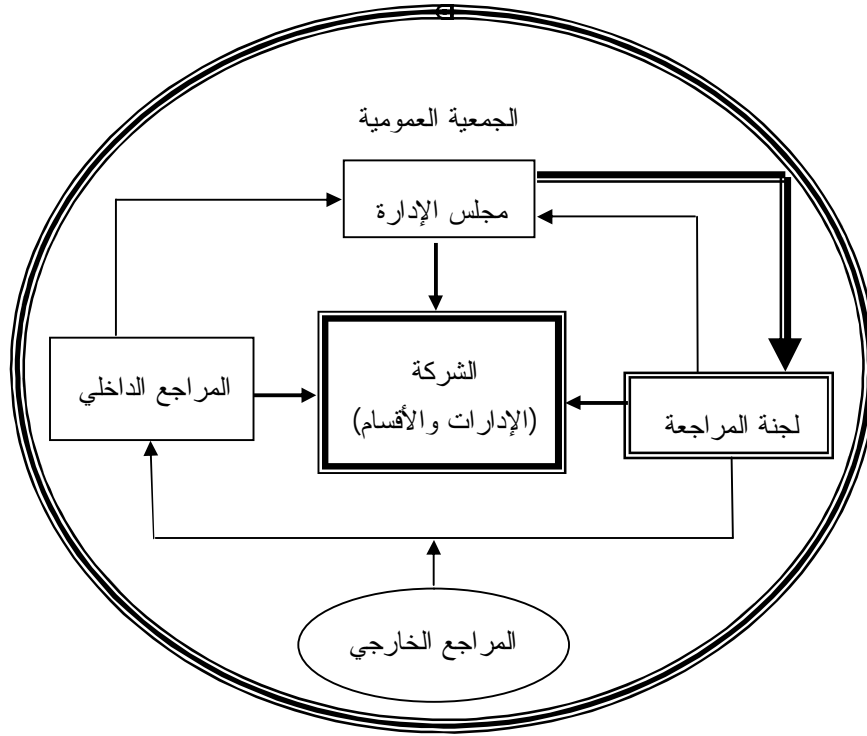 الجمعية العمومية
مجلس الإدارة
المراجع الداخلي
الشركة
(الإدارات والأقسام)
لجنة المراجعة
المراجع الخارجي